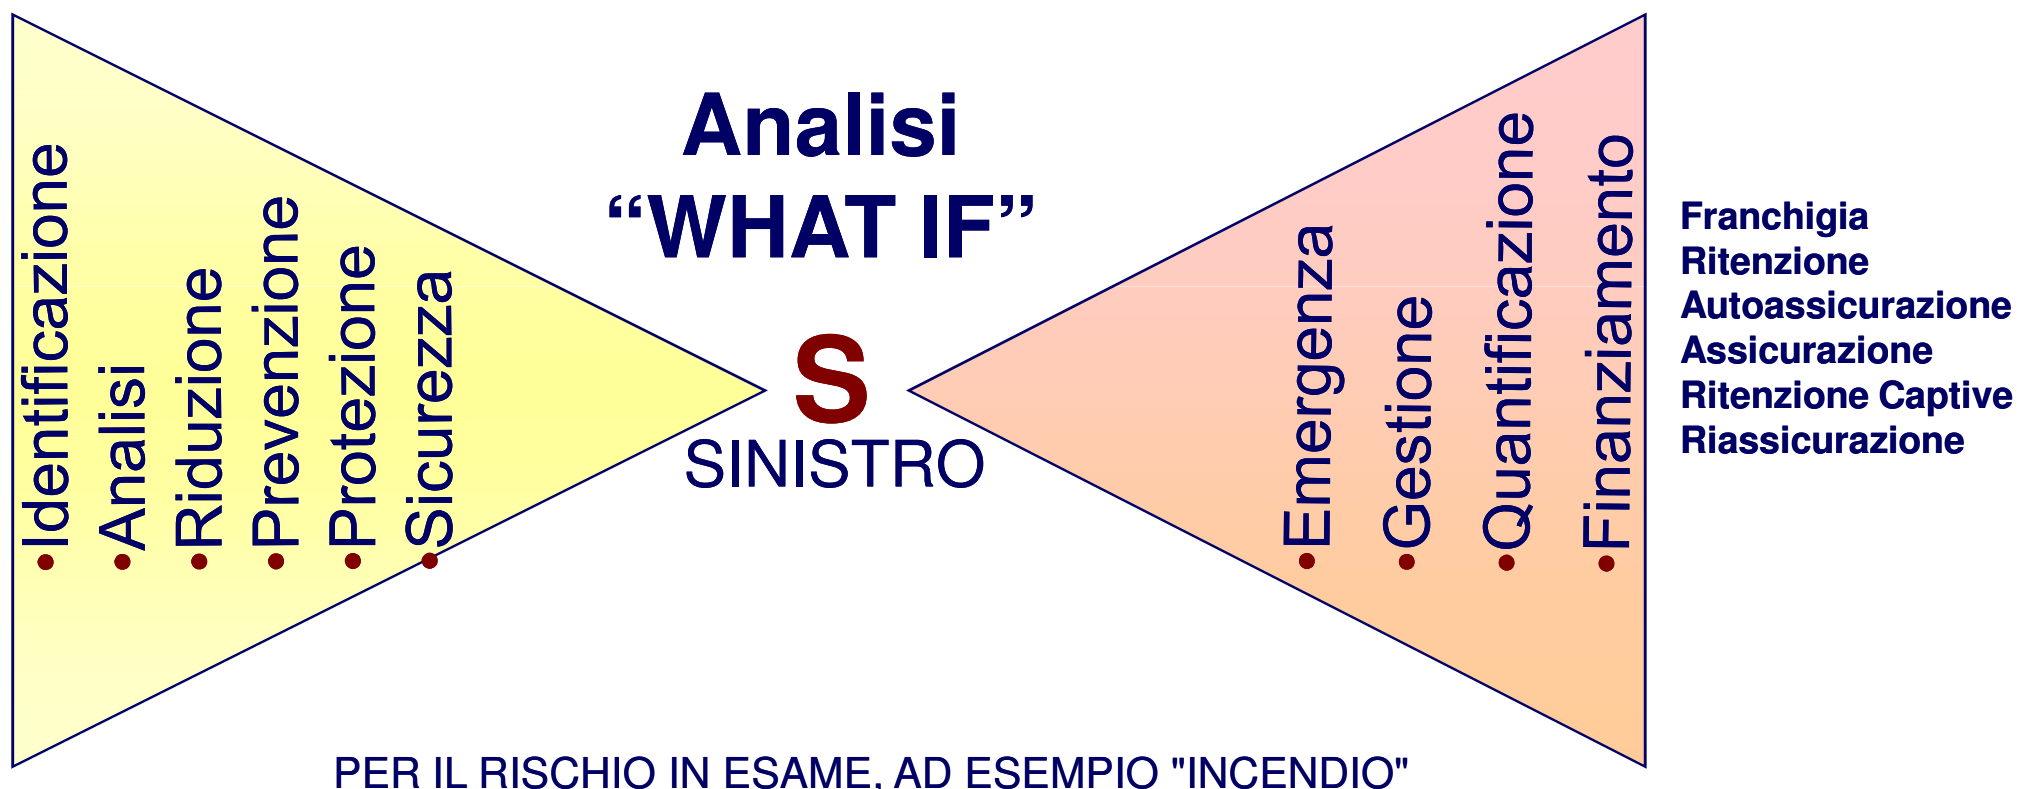 Analisi
“WHAT IF”
•Identificazione
•Analisi
•Riduzione
•Prevenzione
•Protezione
•Sicurezza
S
SINISTRO
•Emergenza
•Gestione
•Quantificazione
•Finanziamento
Franchigia
Ritenzione
Autoassicurazione
Assicurazione
Ritenzione Captive
Riassicurazione
PER IL RISCHIO IN ESAME, AD ESEMPIO "INCENDIO"